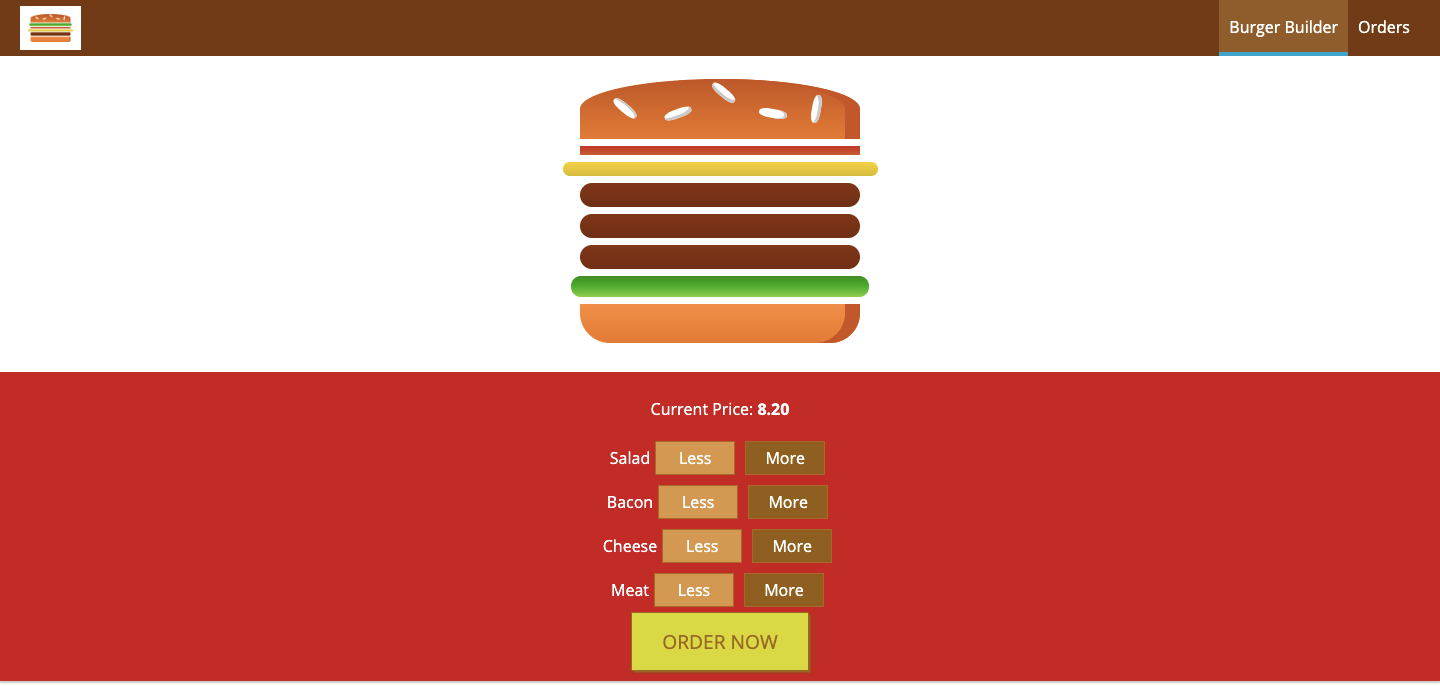 Burger Builder Orders
Current Price: 8.20
Salad Less More
Bacon Less More
Cheese Less More
Meat Less More
ORDER NOW